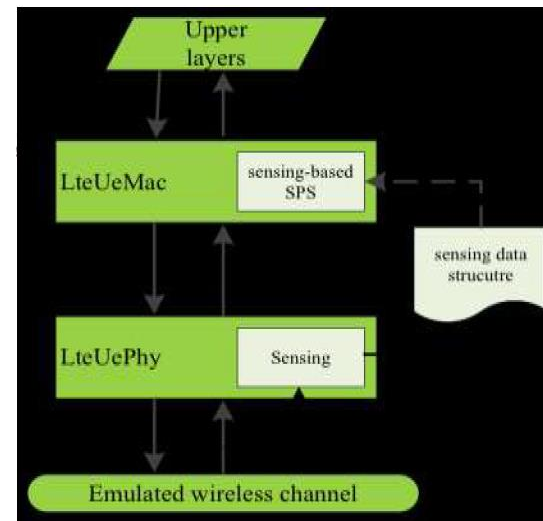 Upper
layers
LteUeMac
sensing-based
SPS
sensing data
strucutre
LteUePhy
Sensing
Emulated wireless channel